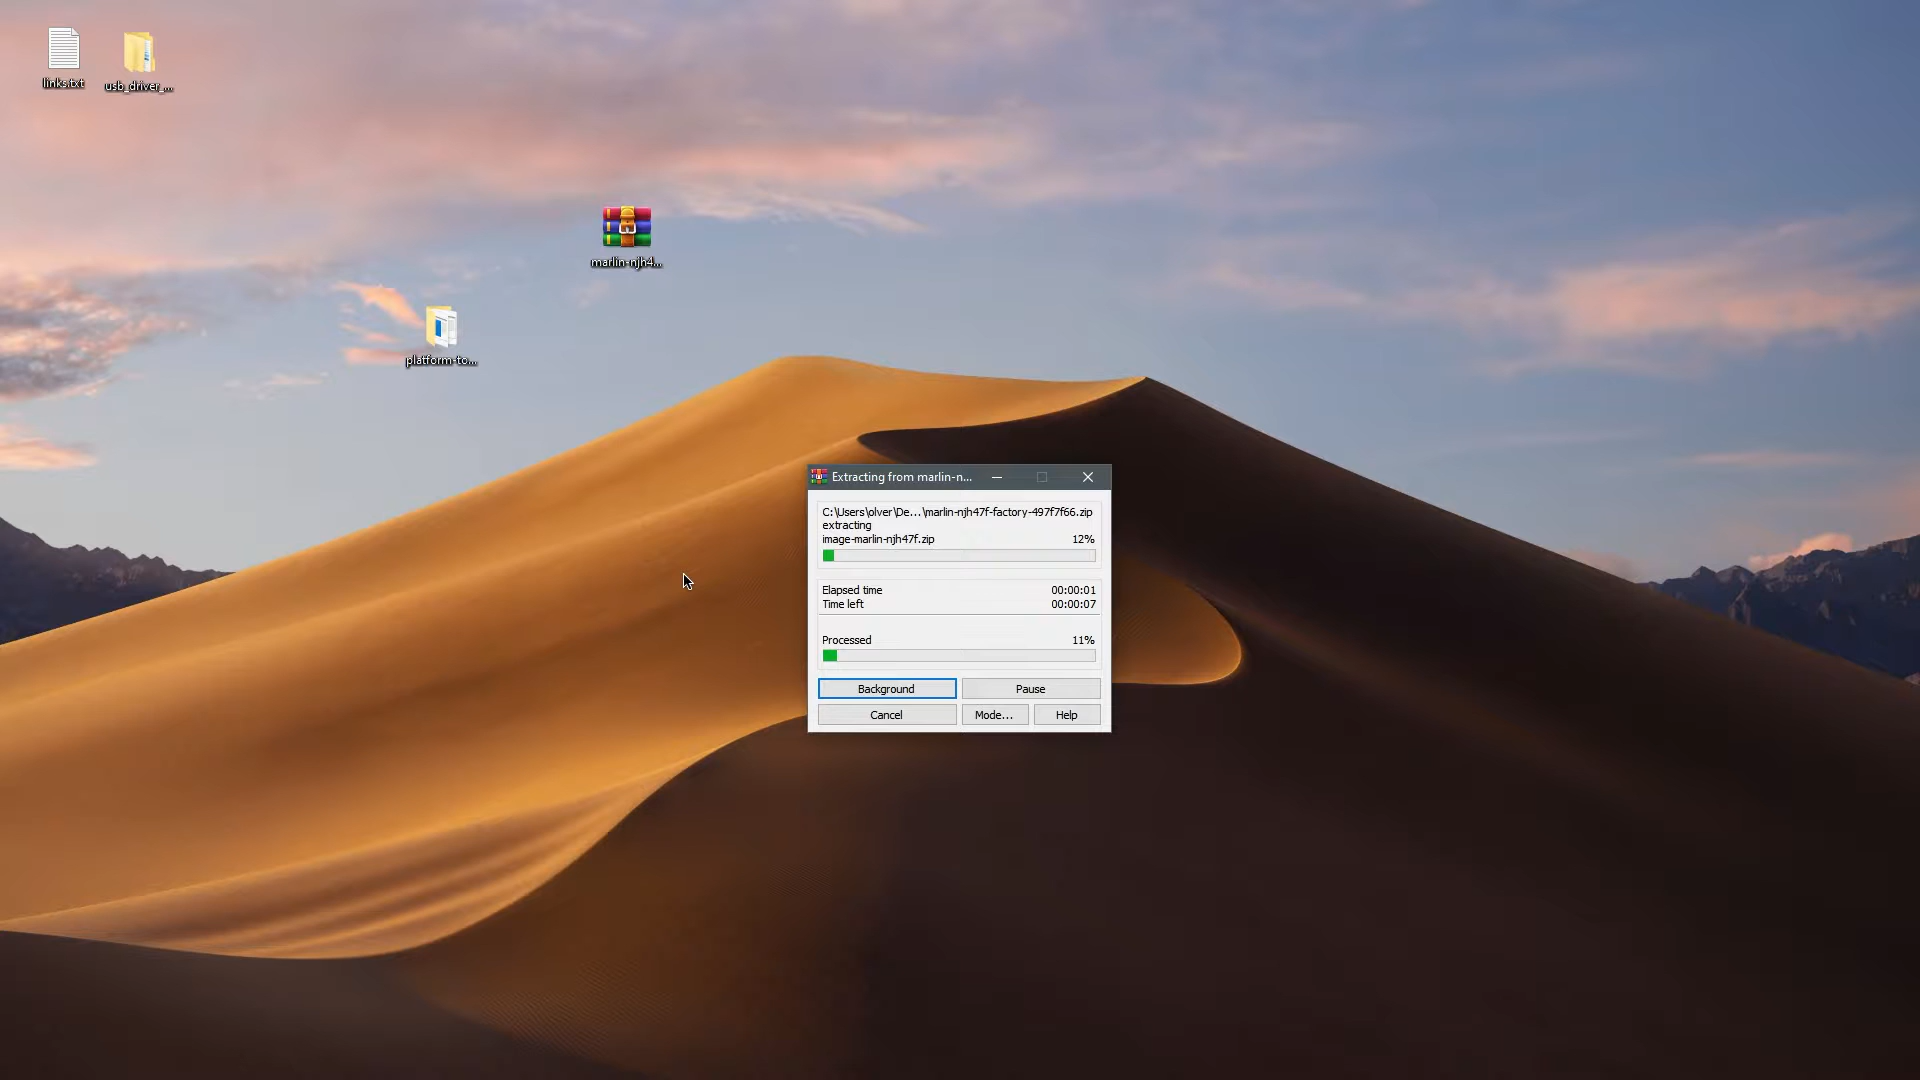 links.txt
usb_driver_...
marlin-njh4...
platform-to...
Extracting from marlin-n...
C:\Users\olver\De...\marlin-njh47f-factory-497f7f66.zip
extracting
image-marlin-njh47f.zip 12%
Elapsed time 00:00:01
Time left 00:00:07
Processed 11%
Background Pause
Cancel Mode... Help